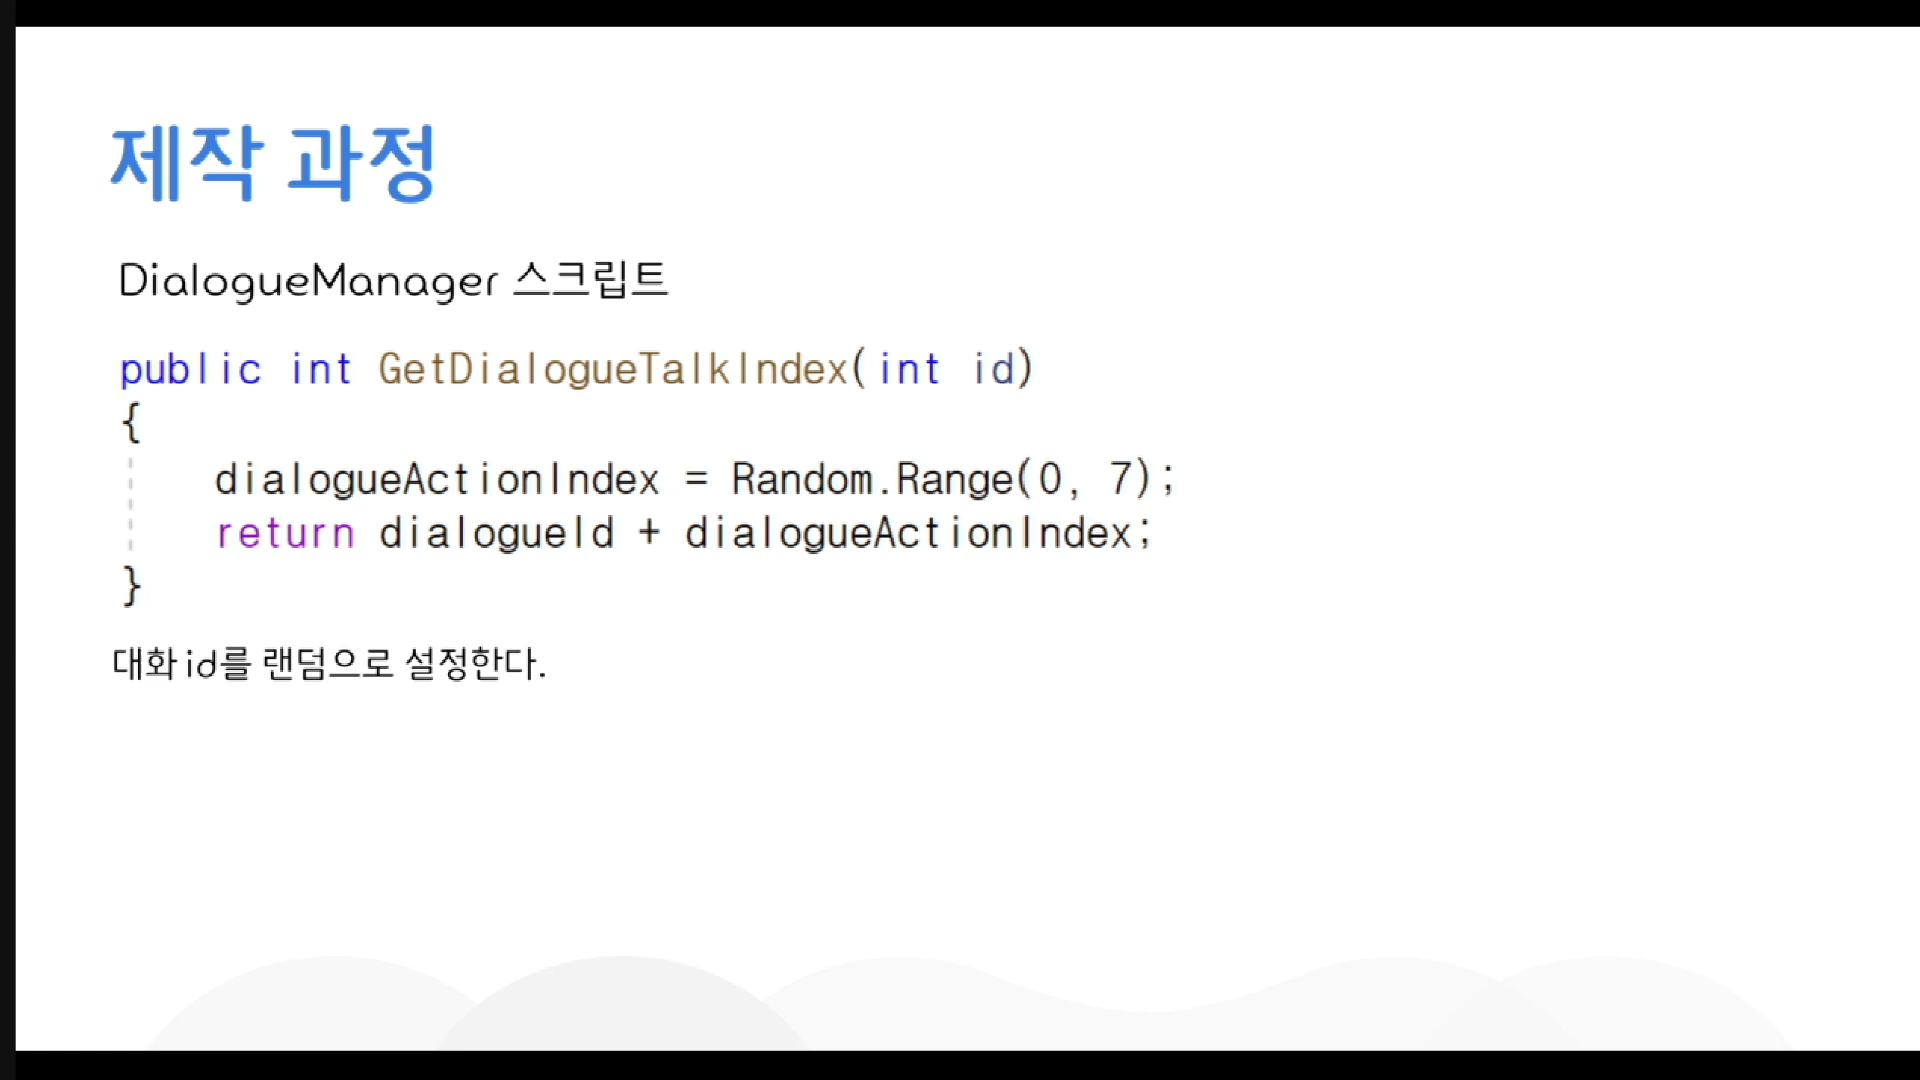 제작 과정
DialogueManager 스크립트
public int GetDialogueTalkIndex(int id)
{
dialogueActionIndex = Random.Range(0, 7);
return dialogueId + dialogueActionIndex;
}
대화 id를 랜덤으로 설정한다.